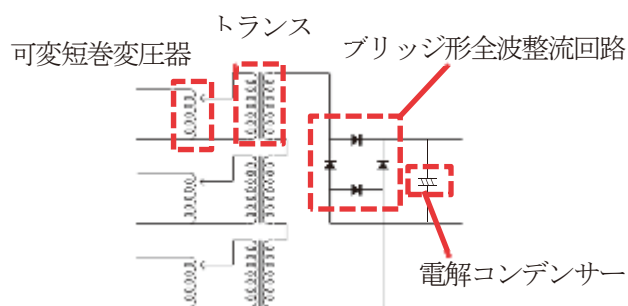 トランス
可変短巻変圧器
ブリッジ形全波整流回路
電解コンデンサー